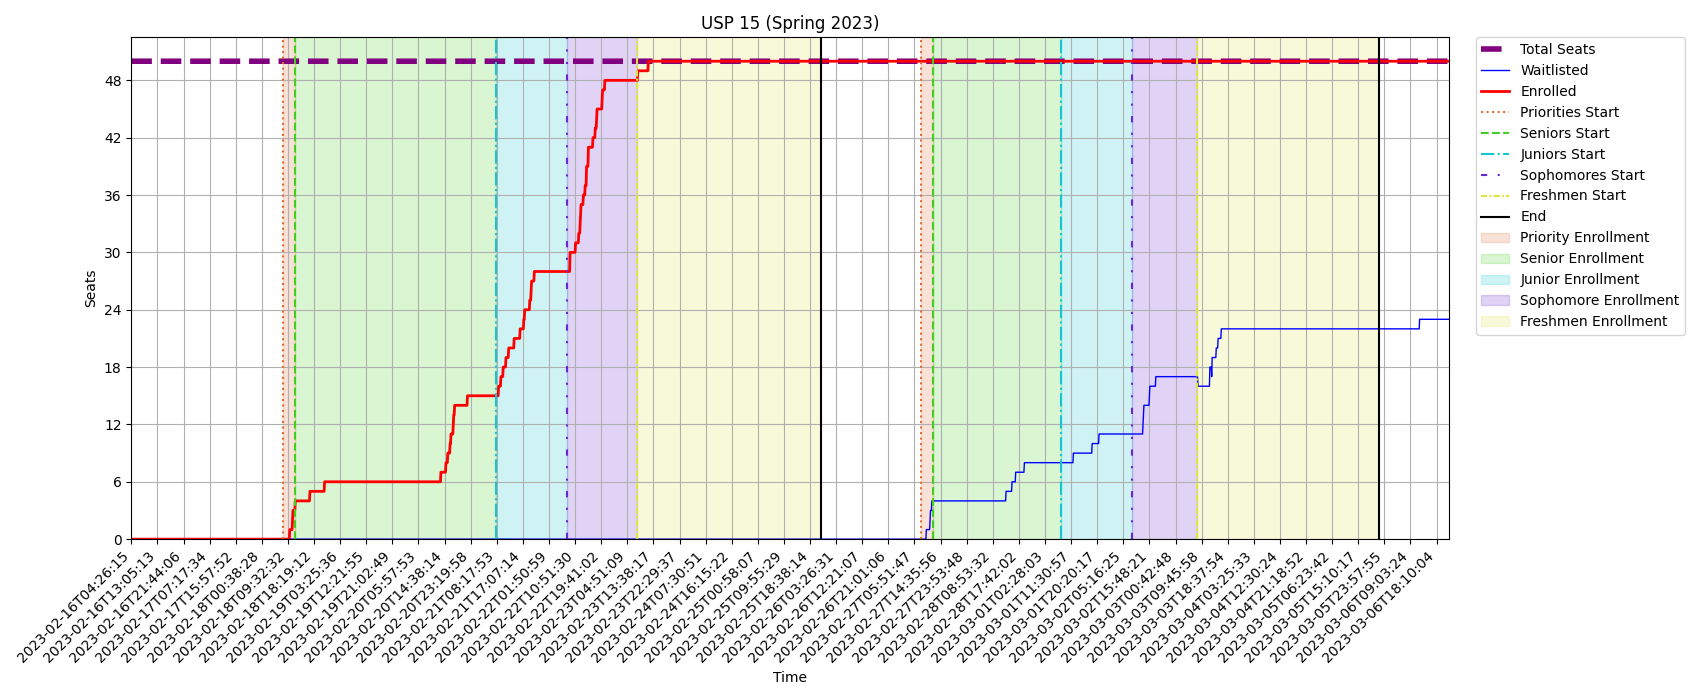 USP 15 (Spring 2023)
Seats
48
42
36
30
24
18
12
6
0
2023-02-16T04:26:15
2023-02-16T13:05:13
2023-02-16T21:44:06
2023-02-17T07:17:34
2023-02-17T15:57:52
2023-02-18T00:38:28
2023-02-18T09:32:32
2023-02-18T18:19:12
2023-02-19T03:25:36
2023-02-19T12:21:55
2023-02-19T21:02:49
2023-02-20T05:57:53
2023-02-20T14:38:14
2023-02-20T23:19:58
2023-02-21T08:17:53
2023-02-21T17:07:14
2023-02-22T01:50:59
2023-02-22T10:51:30
2023-02-22T19:41:02
2023-02-23T04:51:09
2023-02-23T13:38:17
2023-02-23T22:29:37
2023-02-24T07:30:51
2023-02-24T16:15:22
2023-02-25T00:58:07
2023-02-25T09:55:29
2023-02-25T18:38:14
2023-02-26T03:26:31
2023-02-26T12:21:07
2023-02-26T21:01:06
2023-02-27T05:51:47
2023-02-27T14:35:56
2023-02-27T23:53:48
2023-02-28T08:53:32
2023-02-28T17:42:02
2023-03-01T02:28:03
2023-03-01T11:30:57
2023-03-01T20:20:17
2023-03-02T05:16:25
2023-03-02T15:48:21
2023-03-03T00:42:48
2023-03-03T09:45:58
2023-03-03T18:37:54
2023-03-04T03:25:33
2023-03-04T12:30:24
2023-03-04T21:18:52
2023-03-05T06:23:42
2023-03-05T15:10:17
2023-03-05T23:57:55
2023-03-06T09:03:24
2023-03-06T18:10:04
Time
Total Seats
Waitlisted
Enrolled
Priorities Start
Seniors Start
Juniors Start
Sophomores Start
Freshmen Start
End
Priority Enrollment
Senior Enrollment
Junior Enrollment
Sophomore Enrollment
Freshmen Enrollment